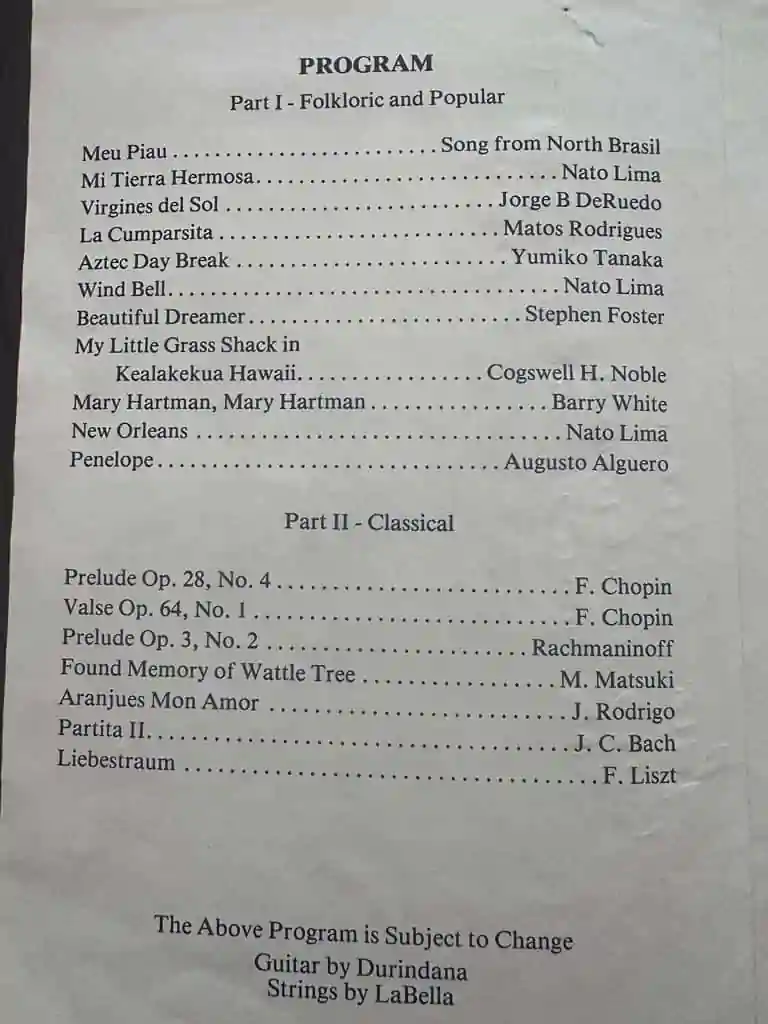 PROGRAM
Part I - Folkloric and Popular
Meu Piau ......................... Song from North Brasil
Mi Tierra Hermosa............................ Nato Lima
Virgines del Sol ......................... Jorge B DeRuedo
La Cumparsita .......................... Matos Rodrigues
Aztec Day Break ......................... Yumiko Tanaka
Wind Bell..................................... Nato Lima
Beautiful Dreamer......................... Stephen Foster
My Little Grass Shack in
Kealakekua Hawaii................. Cogswell H. Noble
Mary Hartman, Mary Hartman ................ Barry White
New Orleans .................................. Nato Lima
Penelope ................................ Augusto Alguero
Part II - Classical
Prelude Op. 28, No. 4 ........................... F. Chopin
Valse Op. 64, No. 1 ............................. F. Chopin
Prelude Op. 3, No. 2 ....................... Rachmaninoff
Found Memory of Wattle Tree ................. M. Matsuki
Aranjues Mon Amor .......................... J. Rodrigo
Partita II...................................... J. C. Bach
Liebestraum .................................... F. Liszt
The Above Program is Subject to Change
Guitar by Durindana
Strings by LaBella